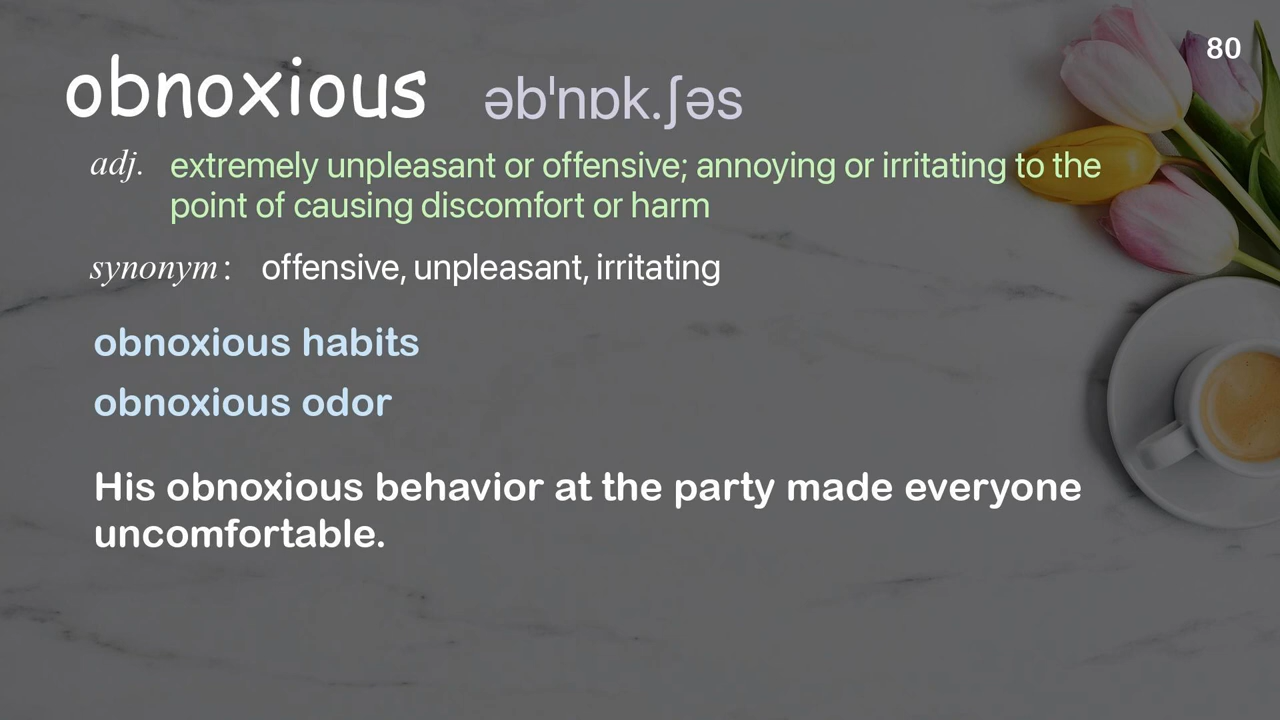 80
obnoxious əbˈnɒk.ʃəs
adj. extremely unpleasant or offensive; annoying or irritating to the
point of causing discomfort or harm
synonym: offensive, unpleasant, irritating
obnoxious habits
obnoxious odor
His obnoxious behavior at the party made everyone
uncomfortable.